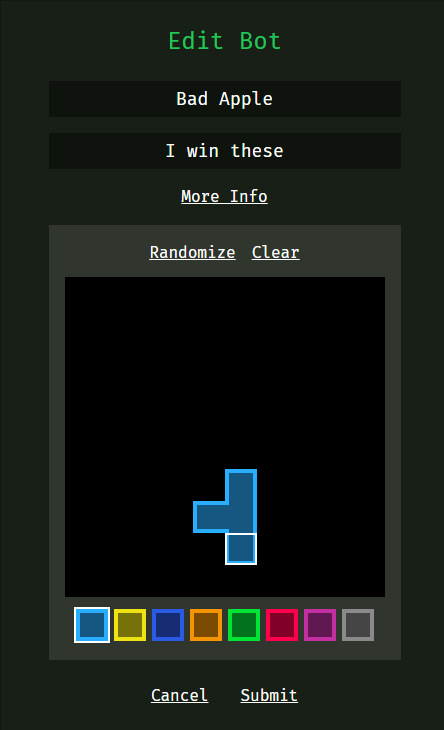 Edit Bot
Bad Apple
I win these
More Info
Randomize Clear
Cancel Submit